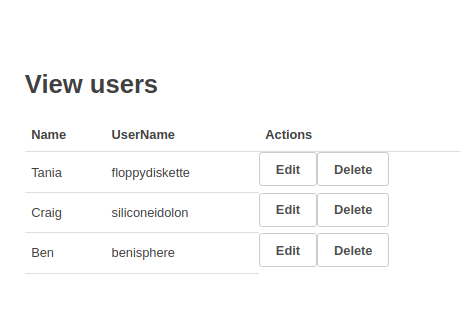 View users
Name UserName Actions
Tania floppydiskette Edit Delete
Craig siliconeidolon Edit Delete
Ben benisphere Edit Delete